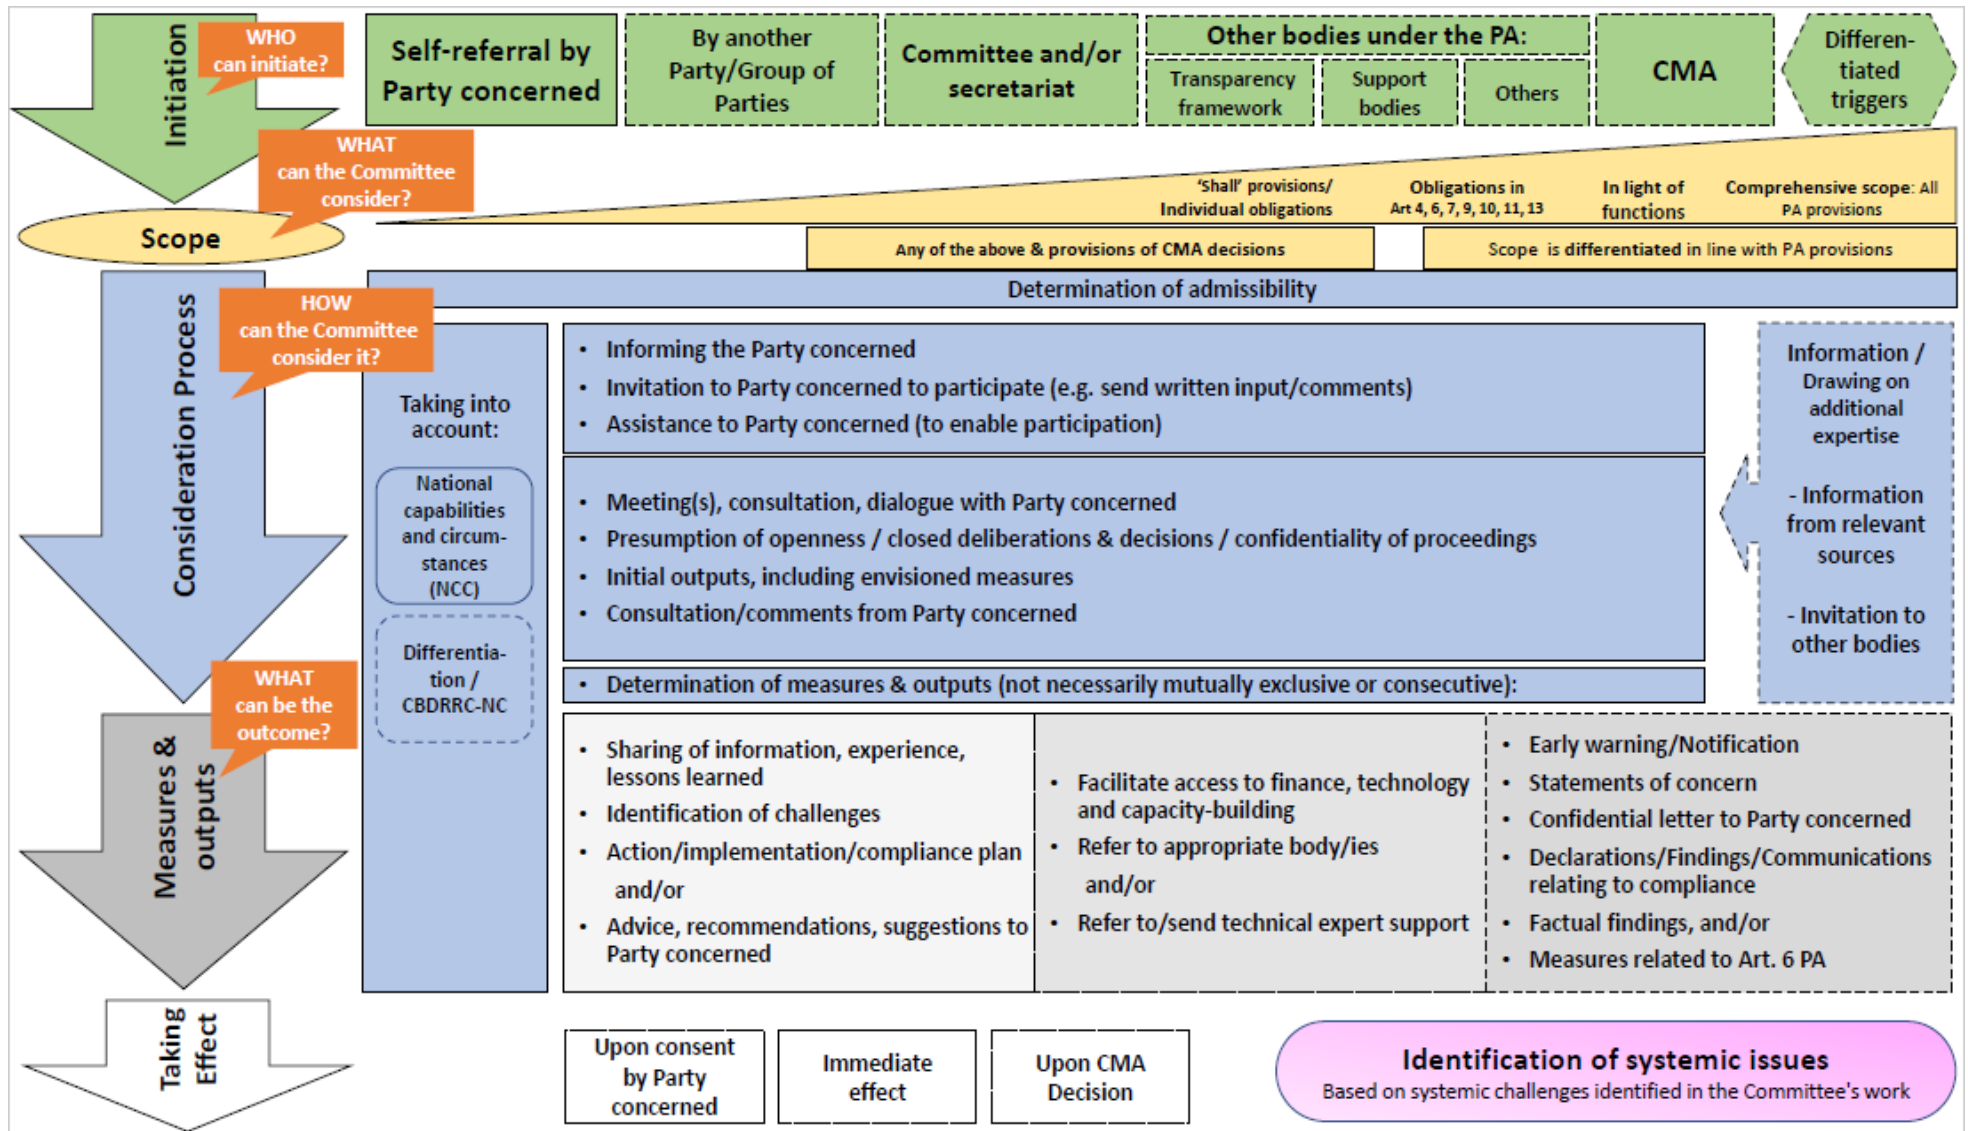 Initiation
WHO
can initiate?
Self-referral by
Party concerned
By another
Party/Group of
Parties
Committee and/or
secretariat
Other bodies under the PA:
Transparency
framework
Support
bodies
Others
CMA
Differen-
tiated
triggers
WHAT
can the Committee
consider?
Scope
'Shall' provisions/
Individual obligations
Obligations in
Art 4, 6, 7, 9, 10, 11, 13
In light of
functions
Comprehensive scope: All
PA provisions
Any of the above & provisions of CMA decisions
Scope is differentiated in line with PA provisions
Consideration Process
HOW
can the Committee
consider it?
Determination of admissibility
Taking into
account:
National
capabilities
and circum-
stances
(NCC)
Differentia-
tion /
CBDRRC-NC
• Informing the Party concerned
• Invitation to Party concerned to participate (e.g. send written input/comments)
• Assistance to Party concerned (to enable participation)
• Meeting(s), consultation, dialogue with Party concerned
• Presumption of openness / closed deliberations & decisions / confidentiality of proceedings
• Initial outputs, including envisioned measures
• Consultation/comments from Party concerned
• Determination of measures & outputs (not necessarily mutually exclusive or consecutive):
Information /
Drawing on
additional
expertise
- Information
from relevant
sources
- Invitation to
other bodies
Measures &
outputs
WHAT
can be the
outcome?
• Sharing of information, experience,
lessons learned
• Identification of challenges
• Action/implementation/compliance plan
and/or
• Advice, recommendations, suggestions to
Party concerned
• Facilitate access to finance, technology
and capacity-building
• Refer to appropriate body/ies
and/or
• Refer to/send technical expert support
• Early warning/Notification
• Statements of concern
• Confidential letter to Party concerned
• Declarations/Findings/Communications
relating to compliance
• Factual findings, and/or
• Measures related to Art. 6 PA
Taking
Effect
Upon consent
by Party
concerned
Immediate
effect
Upon CMA
Decision
Identification of systemic issues
Based on systemic challenges identified in the Committee's work